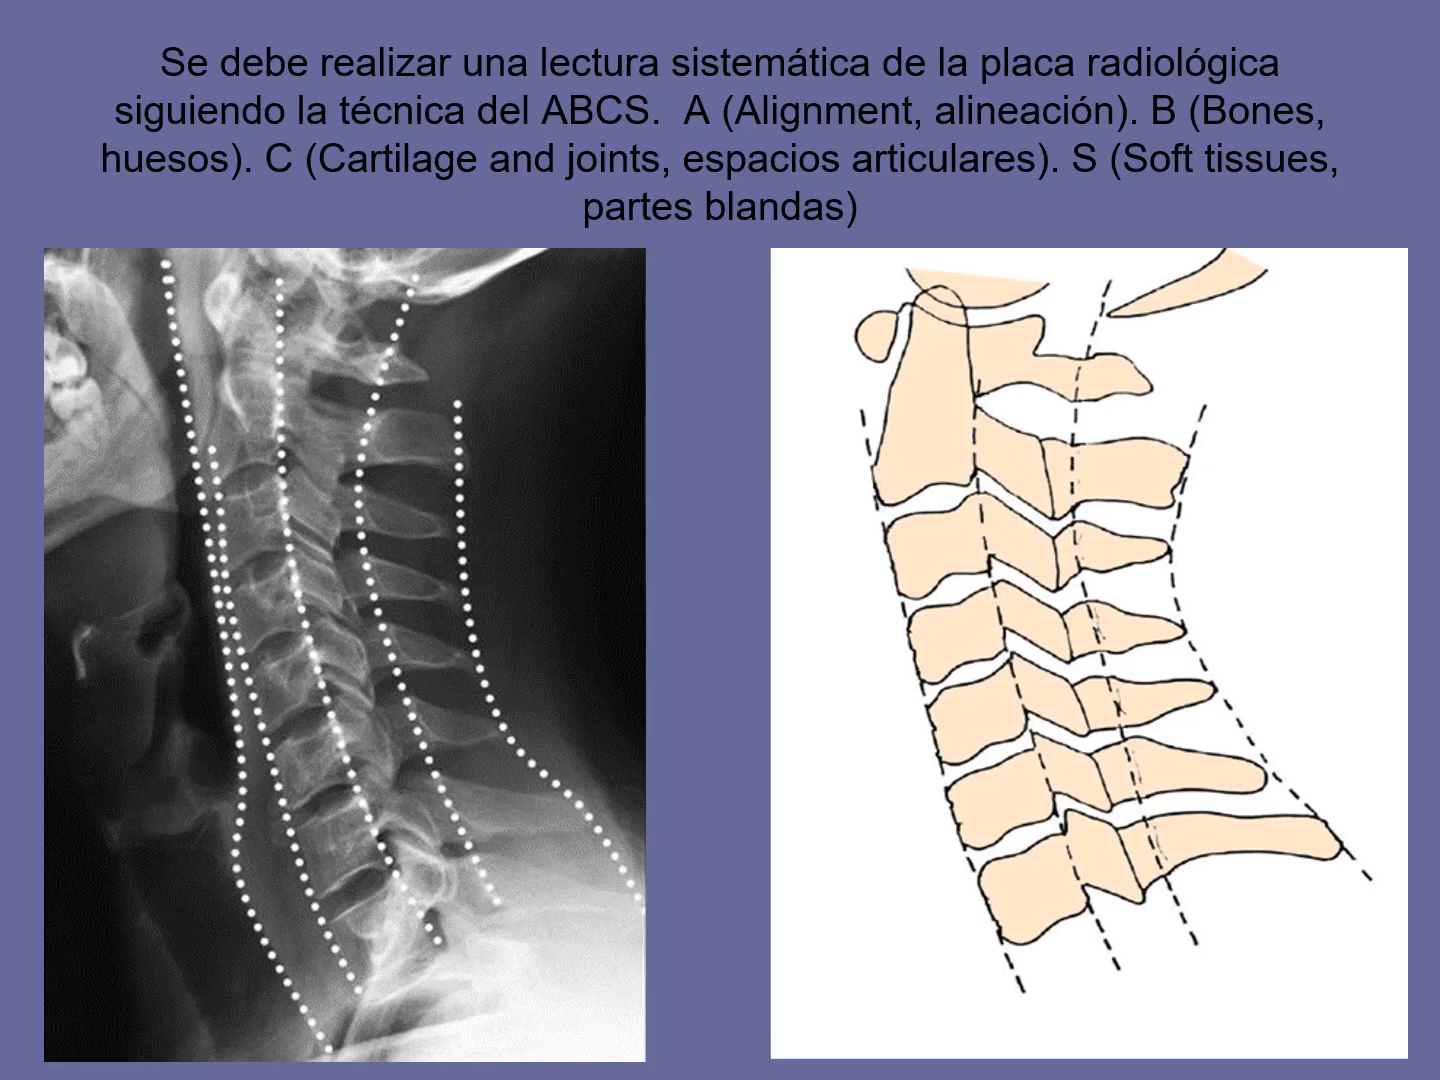 Se debe realizar una lectura sistemática de la placa radiológica
siguiendo la técnica del ABCS.  A (Alignment, alineación). B (Bones,
huesos). C (Cartilage and joints, espacios articulares). S (Soft tissues,
partes blandas)